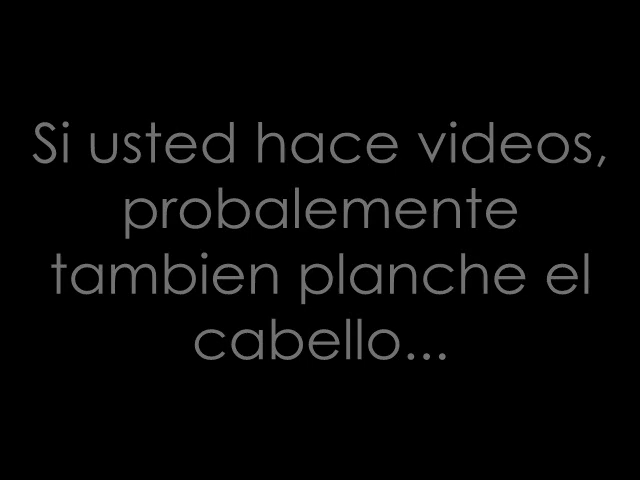 Si usted hace videos,
probalemente
tambien planche el
cabello...